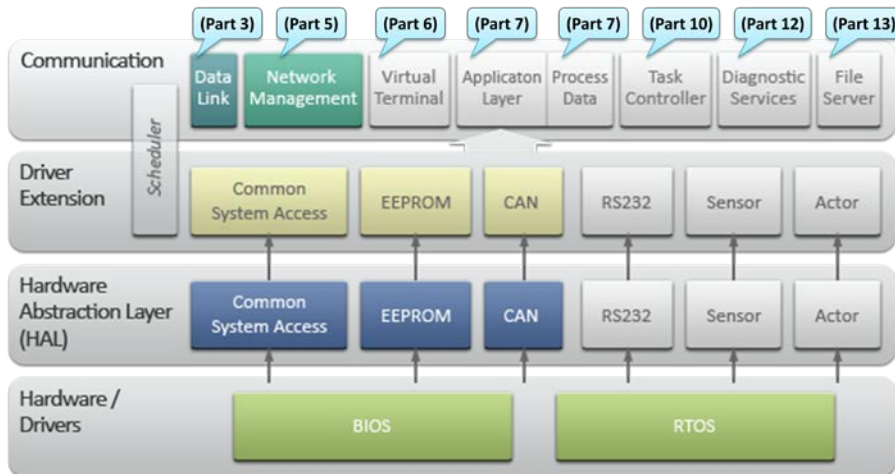 (Part 3)
(Part 5)
(Part 6)
(Part 7)
(Part 7)
(Part 10)
(Part 12)
(Part 13)
Communication
Data
Link
Network
Management
Virtual
Terminal
Applicaton
Layer
Process
Data
Task
Controller
Diagnostic
Services
File
Server
Scheduler
Driver
Extension
Common
System Access
EEPROM
CAN
RS232
Sensor
Actor
Hardware
Abstraction Layer
(HAL)
Common
System Access
EEPROM
CAN
RS232
Sensor
Actor
Hardware /
Drivers
BIOS
RTOS